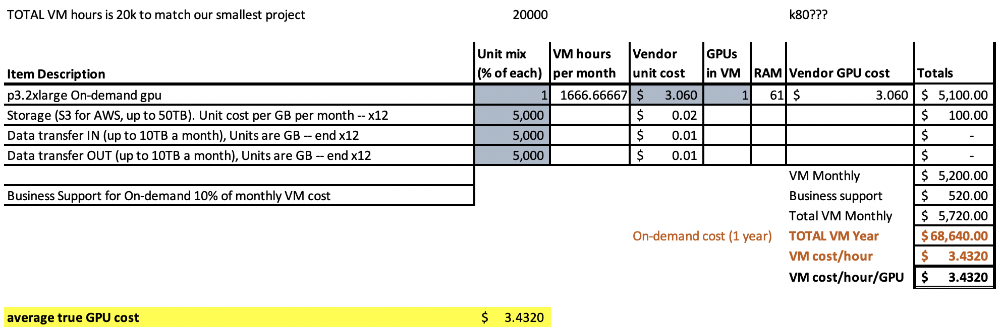 TOTAL VM hours is 20k to match our smallest project 20000 k80???
Unit mix VM hours Vendor GPUs
Item Description (% of each) per month unit cost in VM RAM Vendor GPU cost Totals
p3.2xlarge On-demand gpu 1 1666.66667 $ 3.060 1 61 $ 3.060 $ 5,100.00
Storage (S3 for AWS, up to 50TB). Unit cost per GB per month -- x12 5,000 $ 0.02 $ 100.00
Data transfer IN (up to 10TB a month), Units are GB -- end x12 5,000 $ 0.01 $ -
Data transfer OUT (up to 10TB a month), Units are GB -- end x12 5,000 $ 0.01 $ -
VM Monthly $ 5,200.00
Business Support for On-demand 10% of monthly VM cost Business support $ 520.00
Total VM Monthly $ 5,720.00
On-demand cost (1 year) TOTAL VM Year $ 68,640.00
VM cost/hour $ 3.4320
VM cost/hour/GPU $ 3.4320
average true GPU cost $ 3.4320